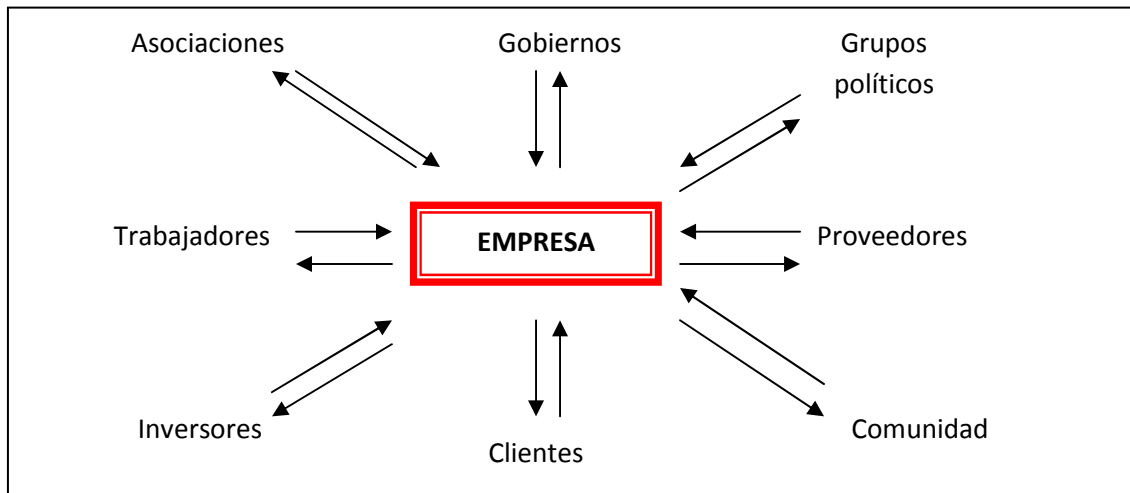 Asociaciones
Gobiernos
Grupos
políticos
Trabajadores
EMPRESA
Proveedores
Inversores
Clientes
Comunidad